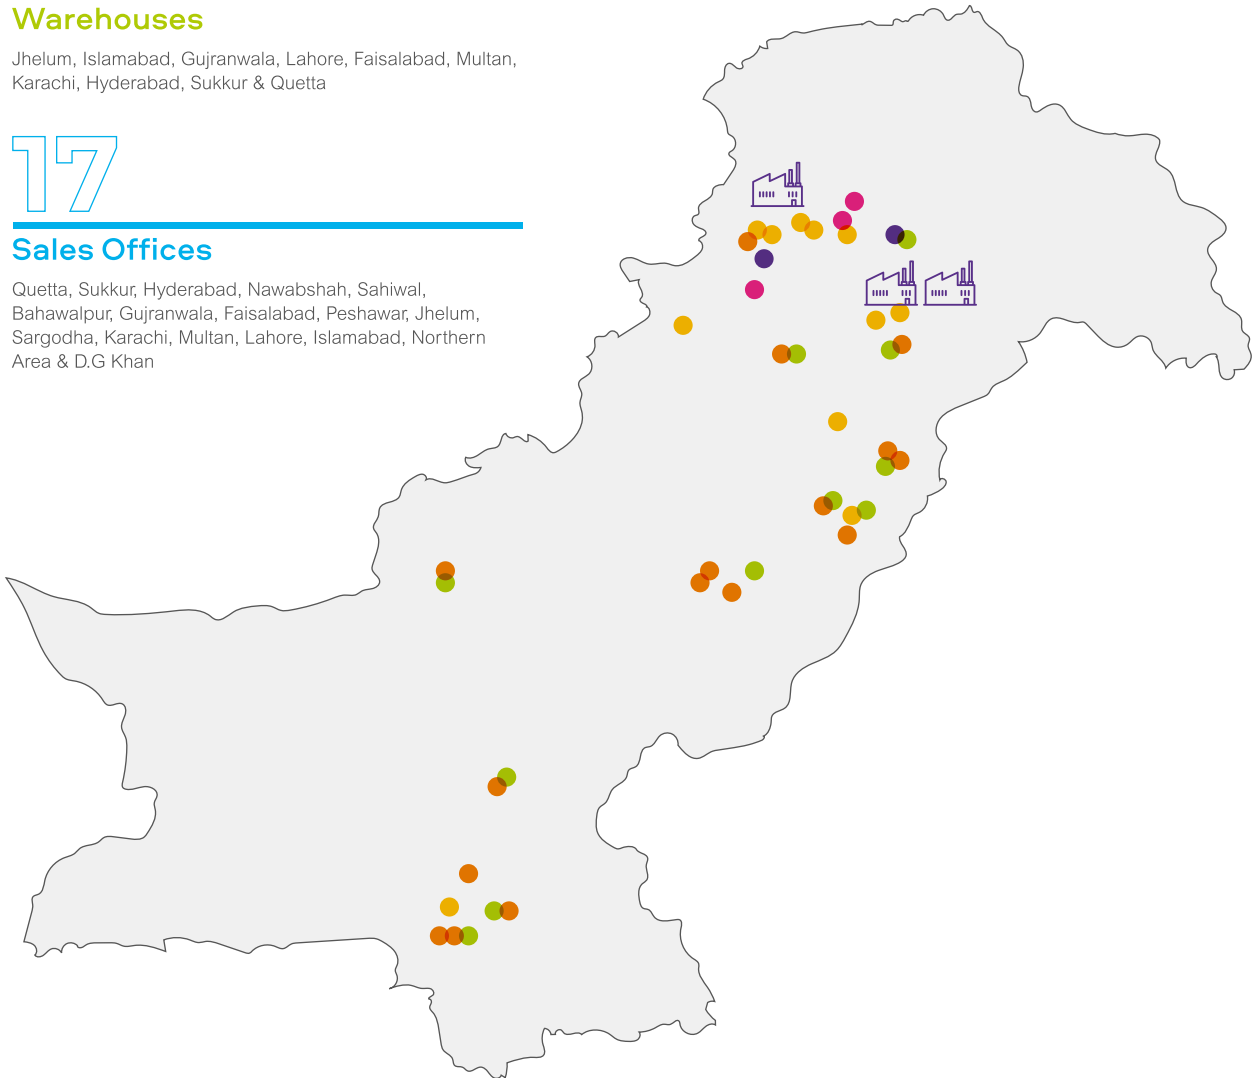 Warehouses
Jhelum, Islamabad, Gujranwala, Lahore, Faisalabad, Multan,
Karachi, Hyderabad, Sukkur & Quetta
17
Sales Offices
Quetta, Sukkur, Hyderabad, Nawabshah, Sahiwal,
Bahawalpur, Gujranwala, Faisalabad, Peshawar, Jhelum,
Sargodha, Karachi, Multan, Lahore, Islamabad, Northern
Area & D.G Khan